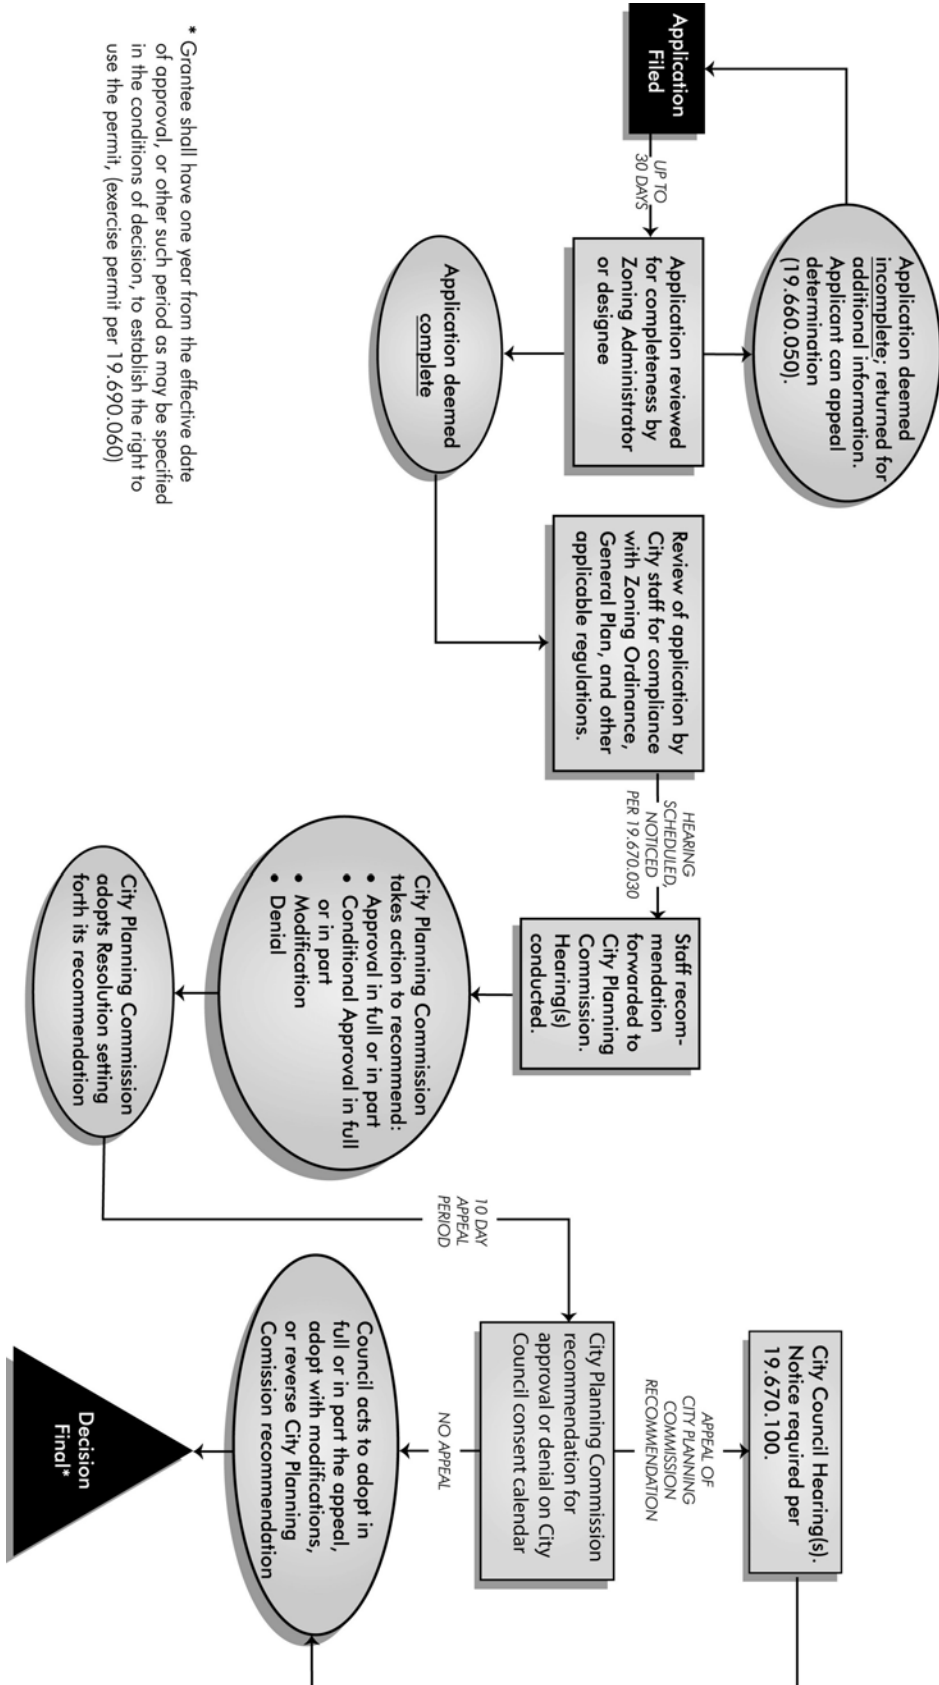 Application
Filed
UP TO
30 DAYS
Application deemed
incomplete; returned for
additional information.
Applicant can appeal
determination
(19.660.050).
Application reviewed
for completeness by
Zoning Administrator
or designee
Application deemed
complete
Review of application by
City staff for compliance
with Zoning Ordinance,
General Plan, and other
applicable regulations.
HEARING
SCHEDULED,
NOTICED
PER 19.670.030
Staff recom-
mendation
forwarded to
City Planning
Commission.
Hearing(s)
conducted.
City Planning Commission
takes action to recommend:
• Approval in full or in part
• Conditional Approval in full
or in part
• Modification
• Denial
City Planning Commission
adopts Resolution setting
forth its recommendation
10 DAY
APPEAL
PERIOD
City Planning Commission
recommendation for
approval or denial on City
Council consent calendar
APPEAL OF
CITY PLANNING
COMMISSION
RECOMMENDATION
City Council Hearing(s).
Notice required per
19.670.100.
NO APPEAL
Council acts to adopt in
full or in part the appeal,
adopt with modifications,
or reverse City Planning
Comission recommendation
Decision
Final*
* Grantee shall have one year from the effective date
of approval, or other such period as may be specified
in the conditions of decision, to establish the right to
use the permit, (exercise permit per 19.690.060)